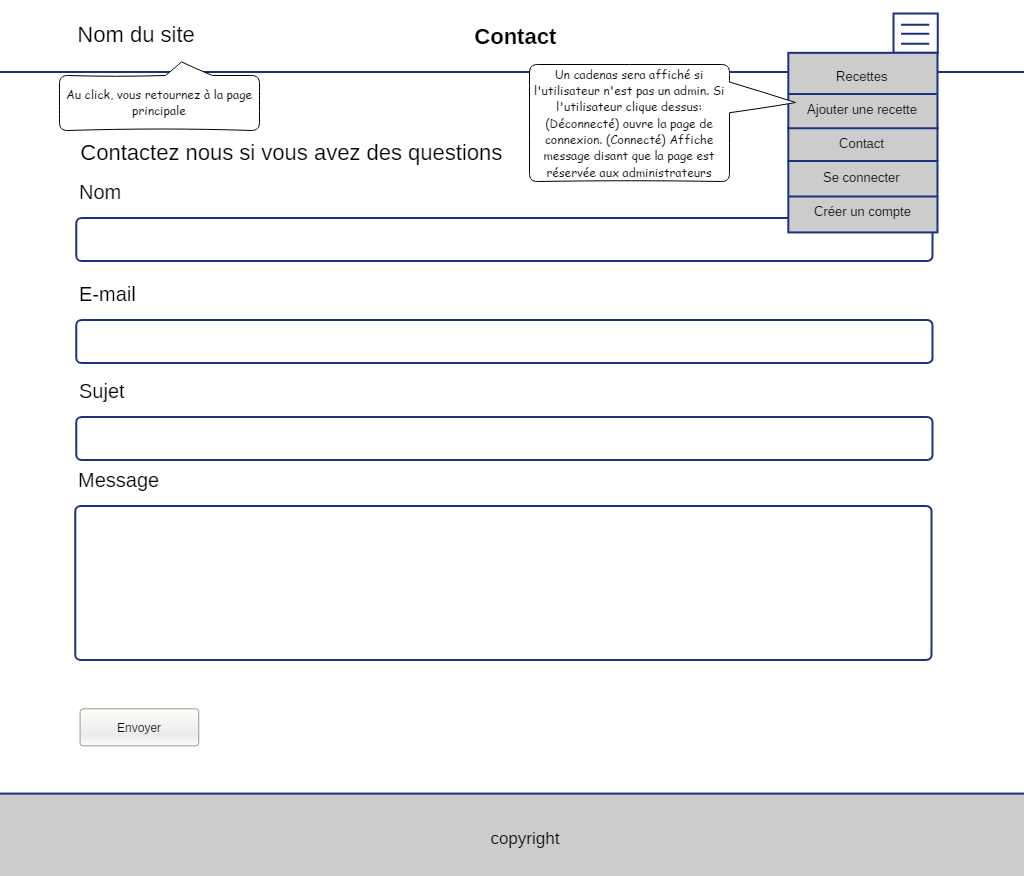 Nom du site
Contact
Recettes
Ajouter une recette
Contact
Se connecter
Créer un compte
Au click, vous retournez à la page
principale
Un cadenas sera affiché si
l'utilisateur n'est pas un admin. Si
l'utilisateur clique dessus:
(Déconnecté) ouvre la page de
connexion. (Connecté) Affiche
message disant que la page est
réservée aux administrateurs
Contactez nous si vous avez des questions
Nom
E-mail
Sujet
Message
Envoyer
copyright